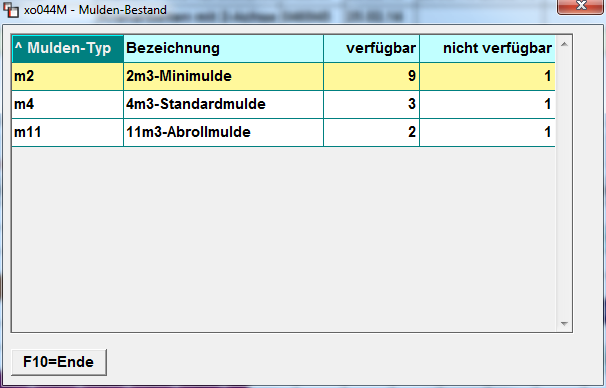 xo044M - Mulden-Bestand
^ Mulden-Typ Bezeichnung verfügbar nicht verfügbar
m2 2m3-Minimulde 9 1
m4 4m3-Standardmulde 3 1
m11 11m3-Abrollmulde 2 1
F10=Ende